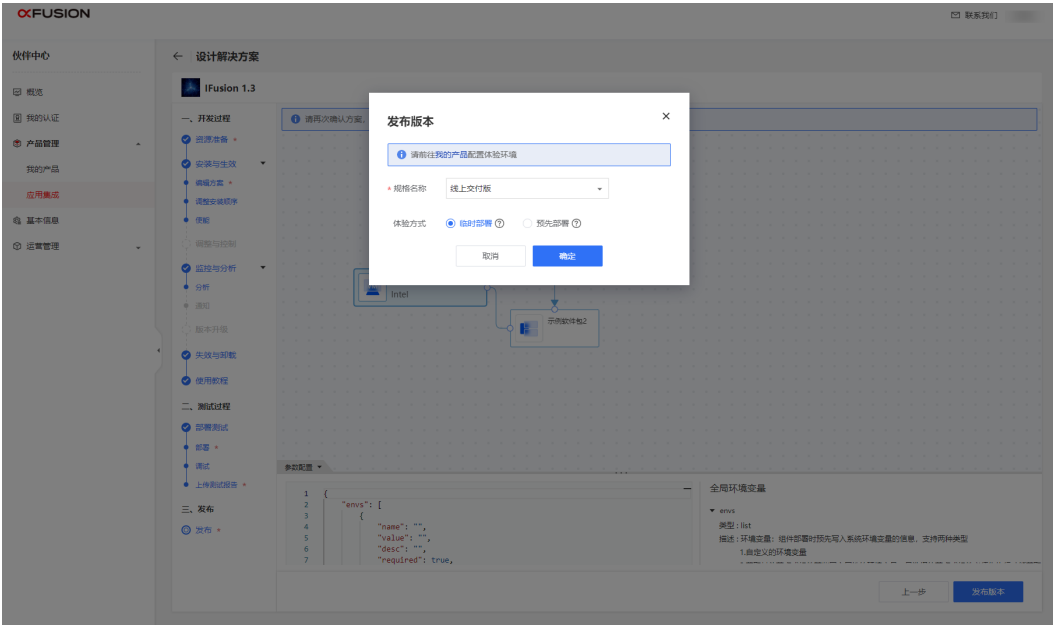 XFUSION
联系我们
伙伴中心
概览
我的认证
产品管理
我的产品
应用集成
基本信息
运营管理
设计解决方案
IFusion 1.3
一、开发过程
资源准备 *
安装与生效
编辑方案 *
调整安装顺序
使能
调整与控制
监控与分析
分析
通知
版本升级
失效与卸载
使用教程
二、测试过程
部署测试
部署 *
调试
上传测试报告 *
三、发布
发布 *
请再次确认方案,
发布版本
请前往我的产品配置体验环境
* 规格名称
线上交付版
体验方式
临时部署
预先部署
取消
确定
Intel
示例软件包2
参数配置
1 {
2 "envs": [
3 {
4 "name": "",
5 "value": "",
6 "desc": "",
7 "required": true,
全局环境变量
envs
类型 : list
描述 : 环境变量：组件部署时预先写入系统环境变量的信息。支持两种类型
1.自定义的环境变量
上一步
发布版本